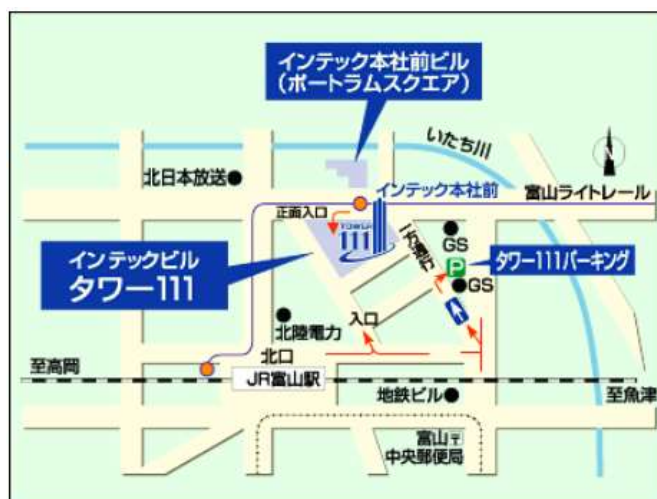 インテック本社前ビル
(ポートラムスクエア)
いたち川
北日本放送
インテック本社前
富山ライトレール
正面入口
TOWER
111
一方通行
GS
インテックビル
タワー111
P
タワー111パーキング
GS
北陸電力
入口
北口
至高岡
JR富山駅
地鉄ビル
至魚津
富山〒
中央郵便局